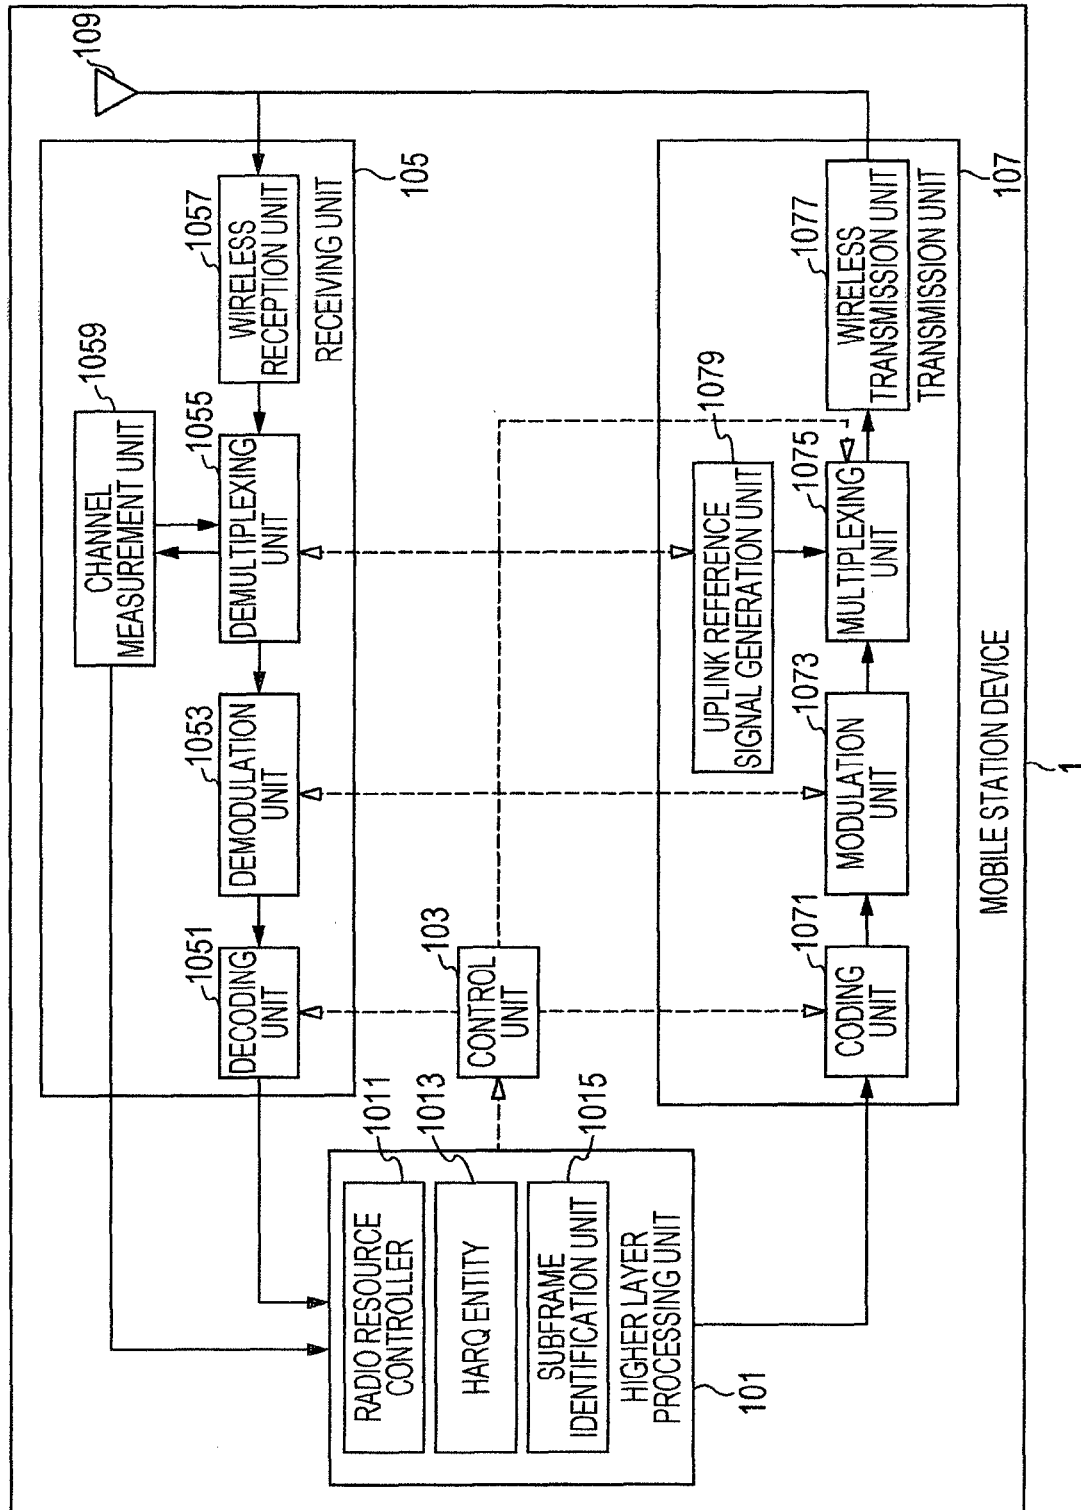 109
1057
WIRELESS
RECEPTION UNIT
RECEIVING UNIT
105
1059
CHANNEL
MEASUREMENT UNIT
1055
DEMULTIPLEXING
UNIT
1053
DEMODULATION
UNIT
1051
DECODING
UNIT
103
CONTROL
UNIT
1011
RADIO RESOURCE
CONTROLLER
1013
HARQ ENTITY
1015
SUBFRAME
IDENTIFICATION UNIT
HIGHER LAYER
PROCESSING UNIT
101
1079
UPLINK REFERENCE
SIGNAL GENERATION UNIT
1071
CODING
UNIT
1073
MODULATION
UNIT
1075
MULTIPLEXING
UNIT
1077
WIRELESS
TRANSMISSION UNIT
TRANSMISSION UNIT
107
MOBILE STATION DEVICE
1